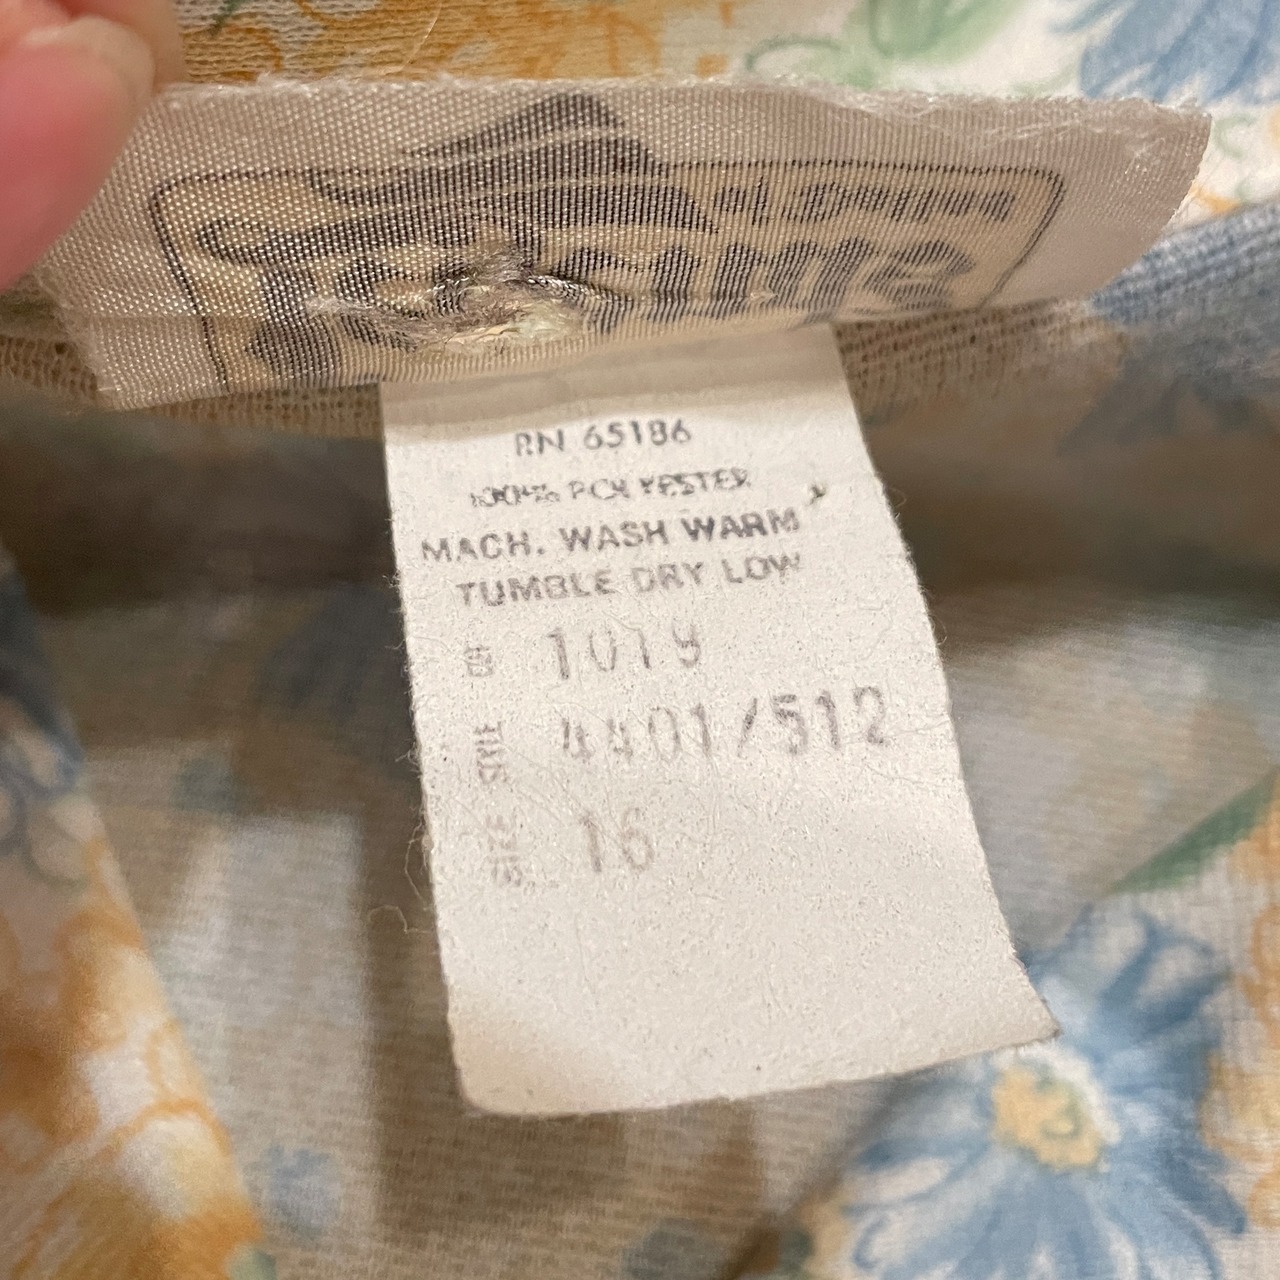 RN 65186
100% POLYESTER
MACH. WASH WARM
TUMBLE DRY LOW
1019
4401/512
SIZE 16